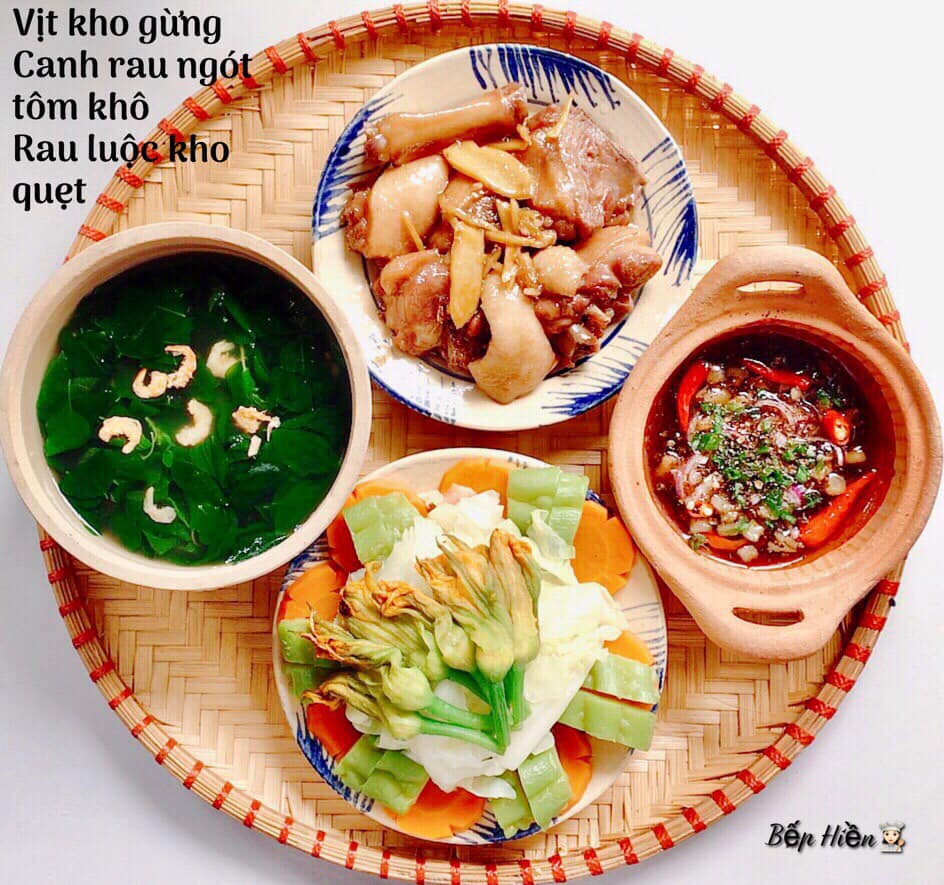 Vịt kho gừng
Canh rau ngót
tôm khô
Rau luộc kho
quẹt
Bếp Hiền